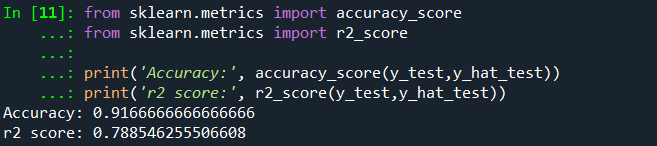 In [11]: from sklearn.metrics import accuracy_score
...: from sklearn.metrics import r2_score
...:
...: print('Accuracy:', accuracy_score(y_test,y_hat_test))
...: print('r2 score:', r2_score(y_test,y_hat_test))
Accuracy: 0.9166666666666666
r2 score: 0.788546255506608